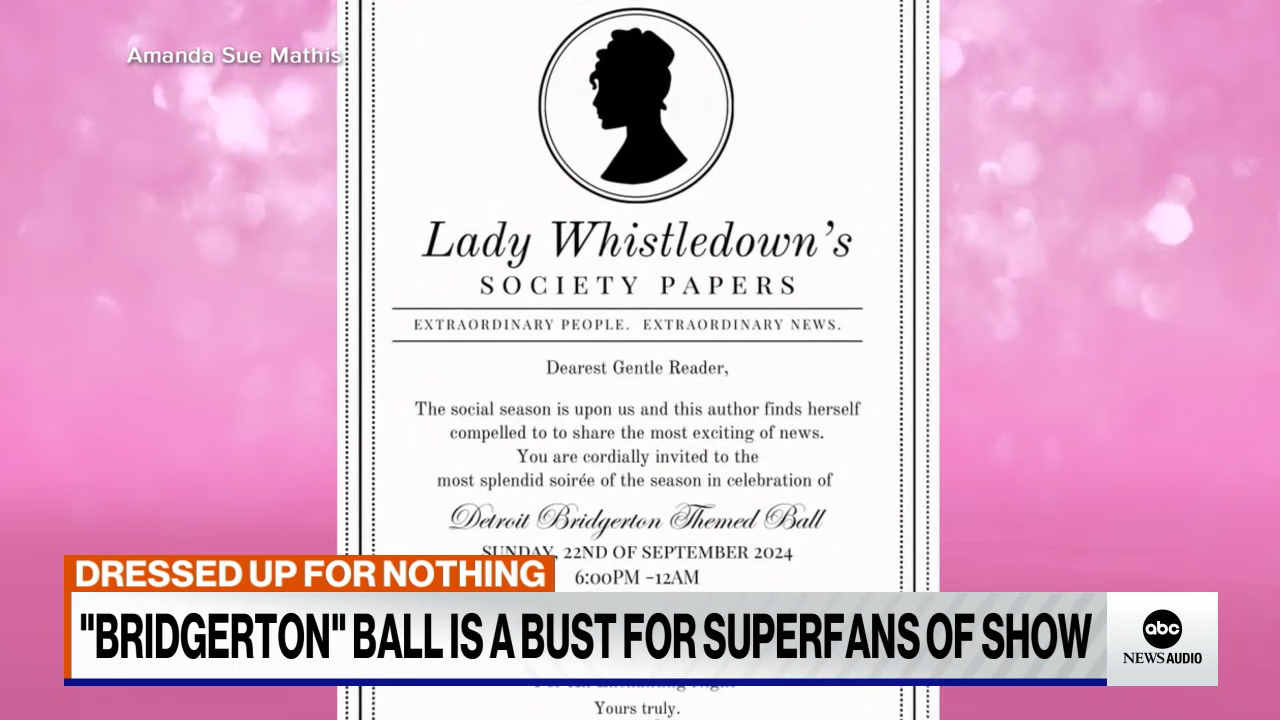 Amanda Sue Mathis
Lady Whistledown's
SOCIETY PAPERS
EXTRAORDINARY PEOPLE. EXTRAORDINARY NEWS.
Dearest Gentle Reader,
The social season is upon us and this author finds herself
compelled to to share the most exciting of news.
You are cordially invited to the
most splendid soirée of the season in celebration of
Detroit Bridgerton Themed Ball
SUNDAY, 22ND OF SEPTEMBER 2024
6:00PM -12AM
DRESSED UP FOR NOTHING
"BRIDGERTON" BALL IS A BUST FOR SUPERFANS OF SHOW
abc
NEWS AUDIO
Yours truly.